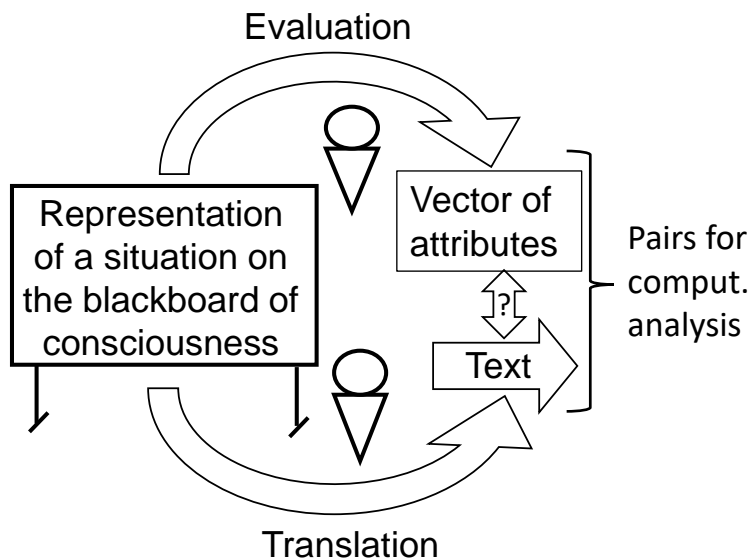 Evaluation
Representation
of a situation on
the blackboard of
consciousness
Vector of
attributes
?
Text
Pairs for
comput.
analysis
Translation